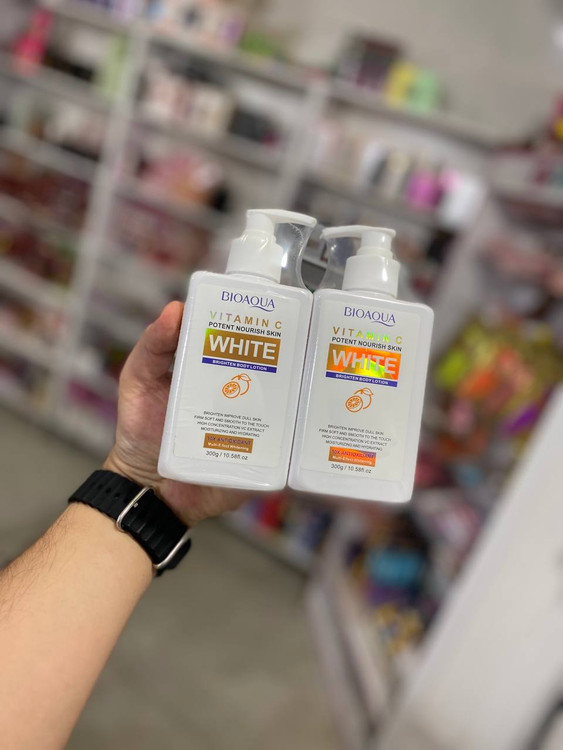 BIOAQUA
VITAMIN C
POTENT NOURISH SKIN
WHITE
BRIGHTEN BODY LOTION
BRIGHTEN IMPROVE DULL SKIN
FIRM SOFT AND SMOOTH TO THE TOUCH
HIGH CONCENTRATION VC EXTRACT
MOISTURIZING AND HYDRATING
300g / 10.58fl oz
BIOAQUA
VITAMIN C
POTENT NOURISH SKIN
WHITE
BRIGHTEN BODY LOTION
BRIGHTEN IMPROVE DULL SKIN
FIRM SOFT AND SMOOTH TO THE TOUCH
HIGH CONCENTRATION VC EXTRACT
MOISTURIZING AND HYDRATING
300g / 10.58fl oz